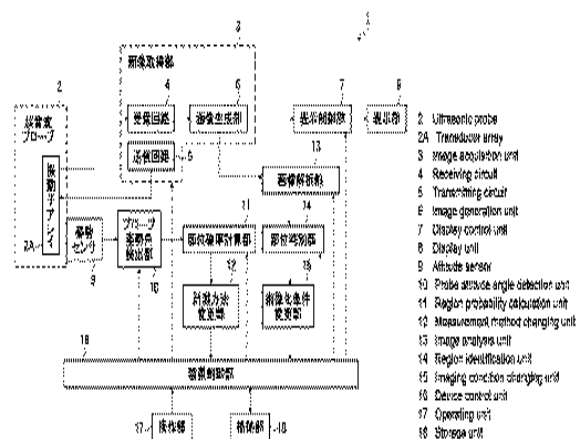 1
3
画像取得部
2
超音波
プローブ
4
受信回路
6
画像生成部
7
表示制御部
8
表示部
5
送信回路
13
画像解析部
振動子アレイ
2A
姿勢
センサ
9
プローブ
姿勢角
検出部
10
11
部位確率計算部
14
部位判別部
12
計測方法
変更部
15
画像化条件
変更部
16
装置制御部
17
操作部
格納部
18
2 Ultrasonic probe
2A Transducer array
3 Image acquisition unit
4 Receiving circuit
5 Transmitting circuit
6 Image generation unit
7 Display control unit
8 Display unit
9 Attitude sensor
10 Probe attitude angle detection unit
11 Region probability calculation unit
12 Measurement method changing unit
13 Image analysis unit
14 Region identification unit
15 Imaging condition changing unit
16 Device control unit
17 Operating unit
18 Storage unit